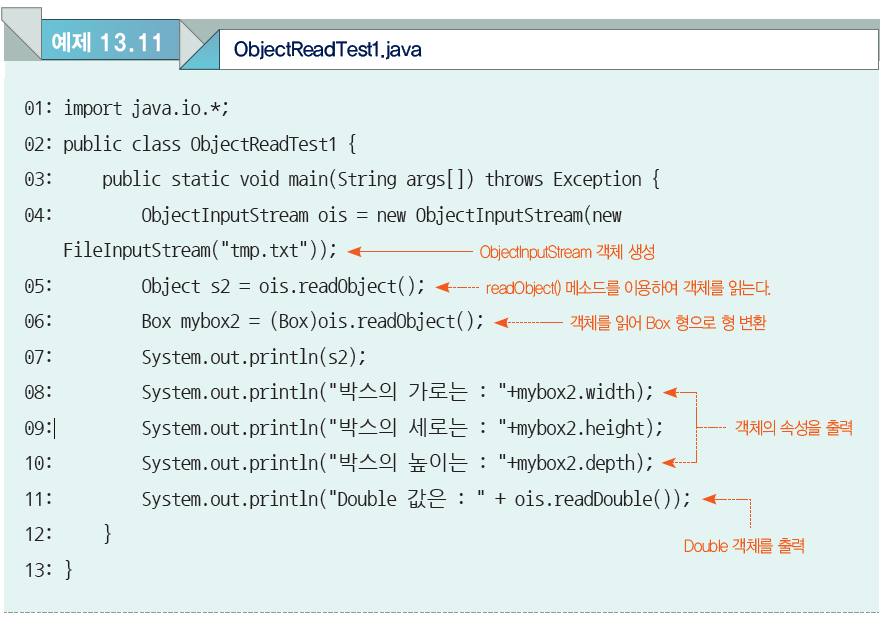 예제 13.11
ObjectReadTest1.java
01: import java.io.*;
02: public class ObjectReadTest1 {
03:     public static void main(String args[]) throws Exception {
04:         ObjectInputStream ois = new ObjectInputStream(new
FileInputStream("tmp.txt")); ObjectInputStream 객체 생성
05:         Object s2 = ois.readObject(); readObject() 메소드를 이용하여 객체를 읽는다.
06:         Box mybox2 = (Box)ois.readObject(); 객체를 읽어 Box 형으로 형 변환
07:         System.out.println(s2);
08:         System.out.println("박스의 가로는 : "+mybox2.width);
09:         System.out.println("박스의 세로는 : "+mybox2.height); 객체의 속성을 출력
10:         System.out.println("박스의 높이는 : "+mybox2.depth);
11:         System.out.println("Double 값은 : " + ois.readDouble());
12:     }
Double 객체를 출력
13: }